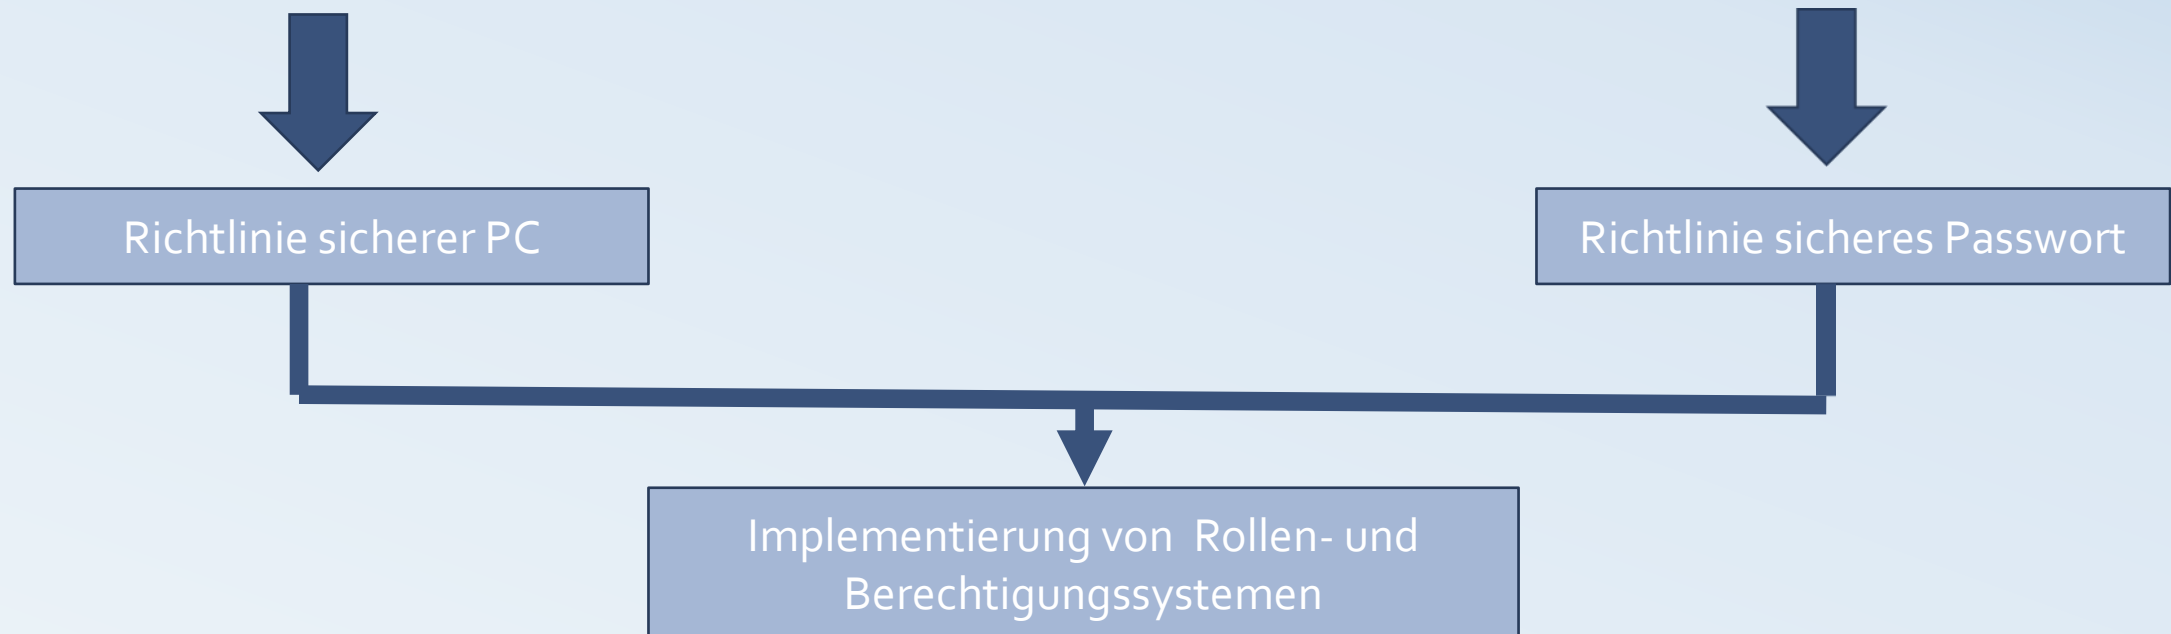 Richtlinie sicherer PC
Richtlinie sicheres Passwort
Implementierung von  Rollen- und
Berechtigungssystemen